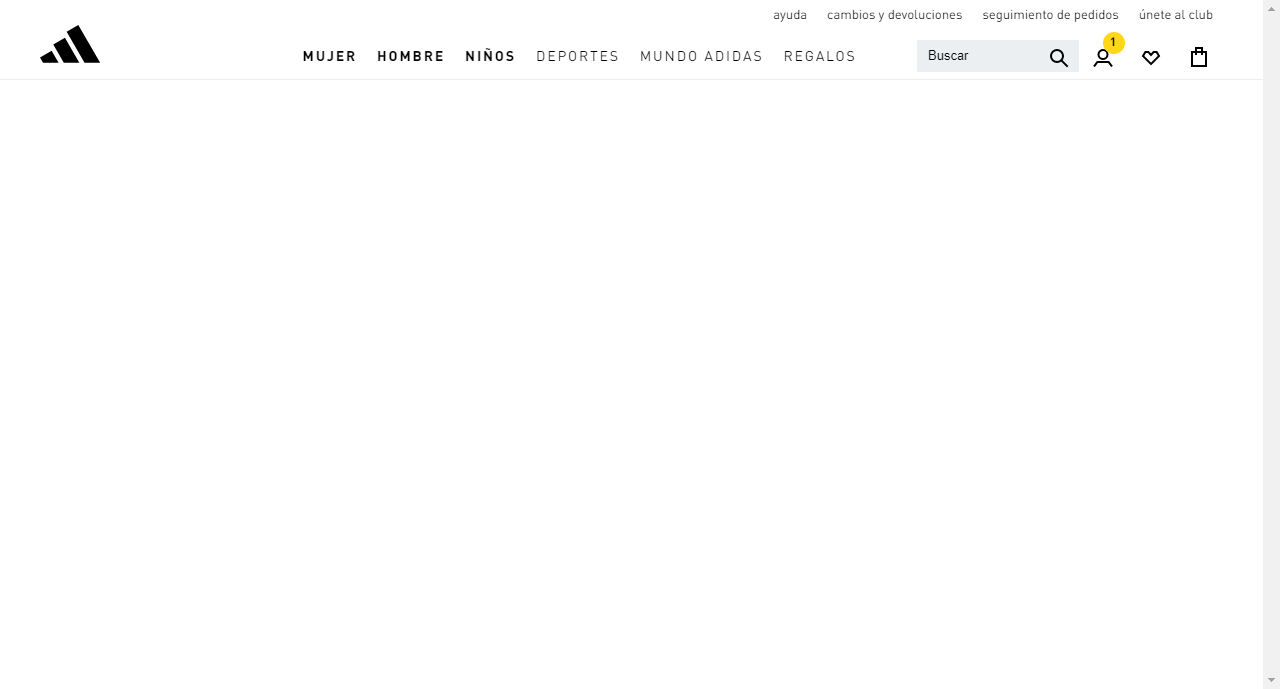 ayuda cambios y devoluciones seguimiento de pedidos únete al club
MUJER HOMBRE NIÑOS DEPORTES MUNDO ADIDAS REGALOS Buscar 1